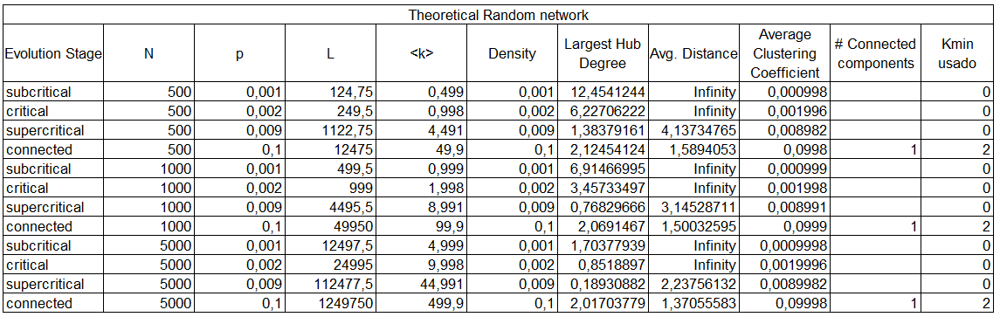 Theoretical Random network
Evolution Stage N p L <k> Density Largest Hub Degree Avg. Distance Average Clustering Coefficient # Connected components Kmin usado
subcritical 500 0,001 124,75 0,499 0,001 12,4541244 Infinity 0,000998 0
critical 500 0,002 249,5 0,998 0,002 6,22706222 Infinity 0,001996 0
supercritical 500 0,009 1122,75 4,491 0,009 1,38379161 4,13734765 0,008982 0
connected 500 0,1 12475 49,9 0,1 2,12454124 1,5894053 0,0998 1 2
subcritical 1000 0,001 499,5 0,999 0,001 6,91466995 Infinity 0,000999 0
critical 1000 0,002 999 1,998 0,002 3,45733497 Infinity 0,001998 0
supercritical 1000 0,009 4495,5 8,991 0,009 0,76829666 3,14528711 0,008991 0
connected 1000 0,1 49950 99,9 0,1 2,0691467 1,50032595 0,0999 1 2
subcritical 5000 0,001 12497,5 4,999 0,001 1,70377939 Infinity 0,0009998 0
critical 5000 0,002 24995 9,998 0,002 0,8518897 Infinity 0,0019996 0
supercritical 5000 0,009 112477,5 44,991 0,009 0,18930882 2,23756132 0,0089982 0
connected 5000 0,1 1249750 499,9 0,1 2,01703779 1,37055583 0,09998 1 2